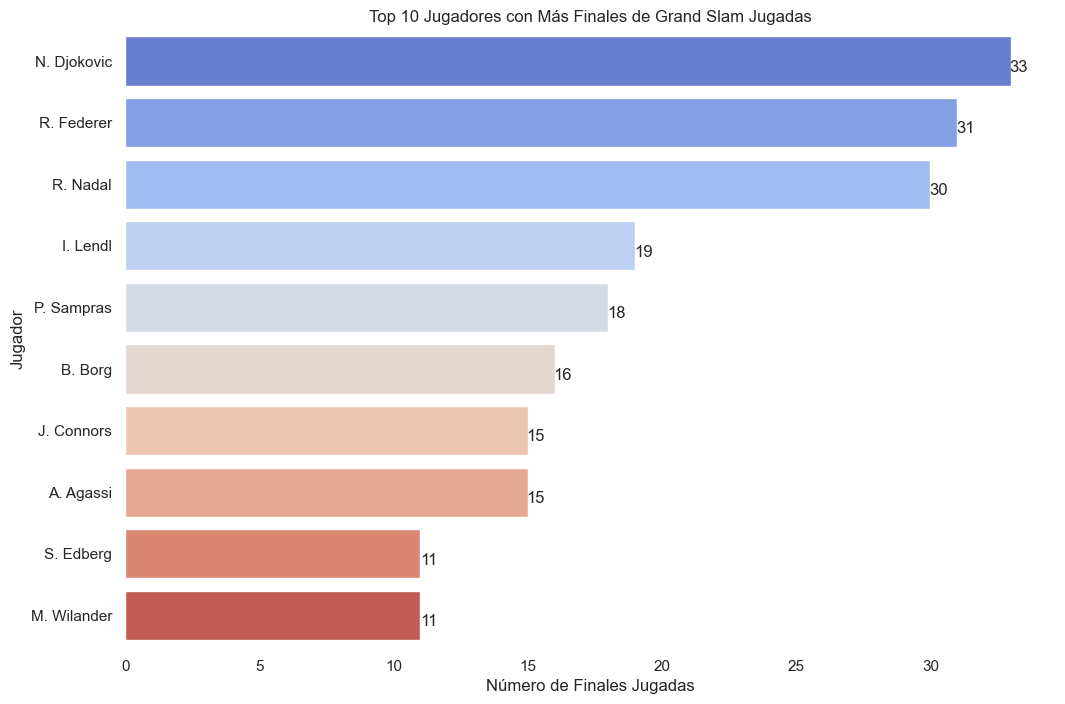 Top 10 Jugadores con Más Finales de Grand Slam Jugadas
Jugador
N. Djokovic 33
R. Federer 31
R. Nadal 30
I. Lendl 19
P. Sampras 18
B. Borg 16
J. Connors 15
A. Agassi 15
S. Edberg 11
M. Wilander 11
0 5 10 15 20 25 30
Número de Finales Jugadas